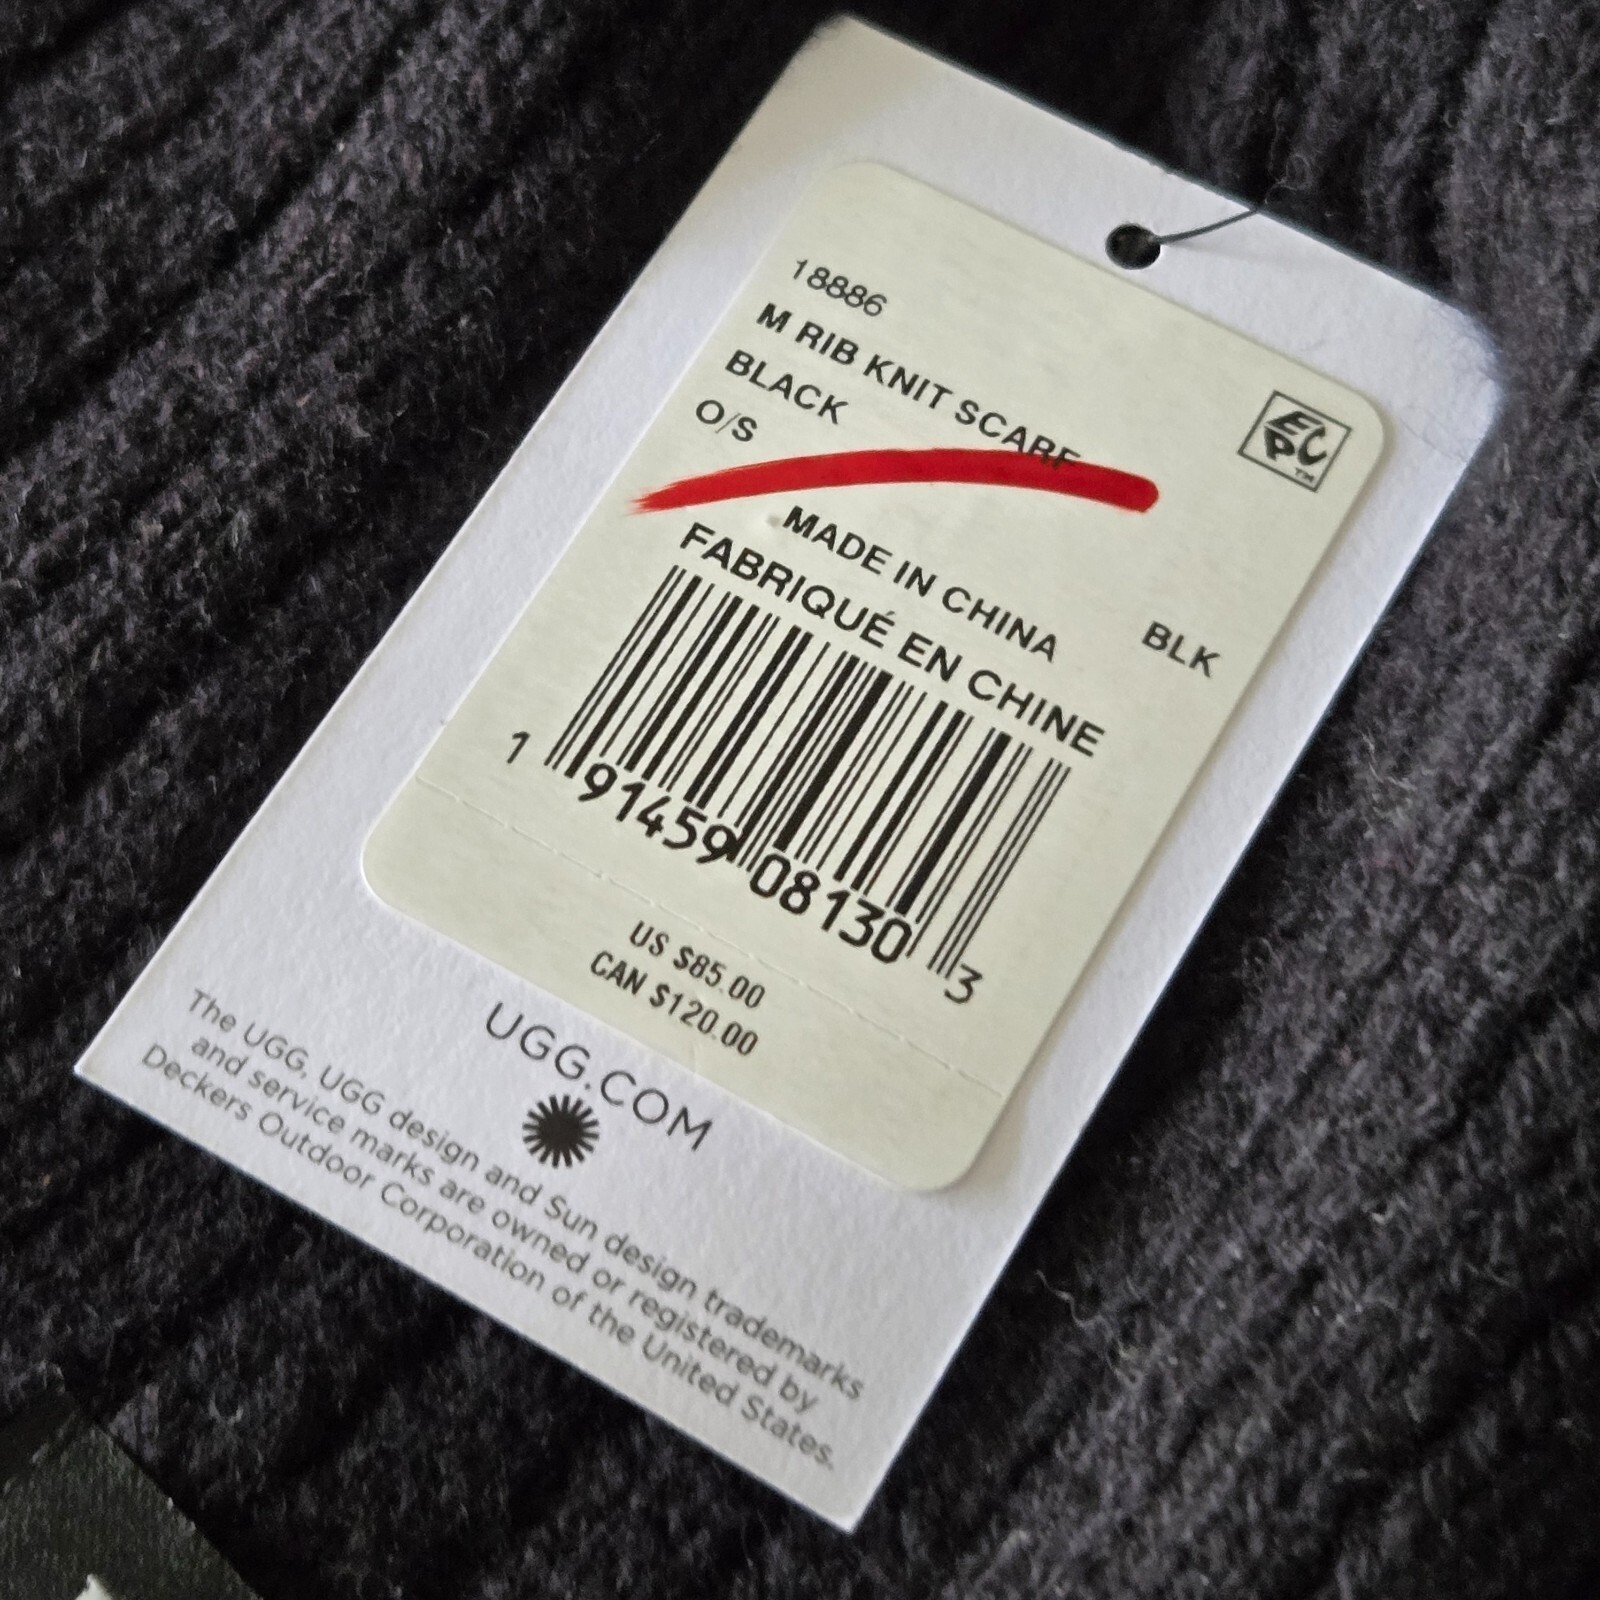 18886
M RIB KNIT SCARF
BLACK
O/S
EPC™
MADE IN CHINA
FABRIQUÉ EN CHINE
BLK
1 91459 08130 3
US $85.00
CAN $120.00
UGG.COM
The UGG, UGG design and Sun design trademarks
and service marks are owned or registered by
Deckers Outdoor Corporation of the United States.